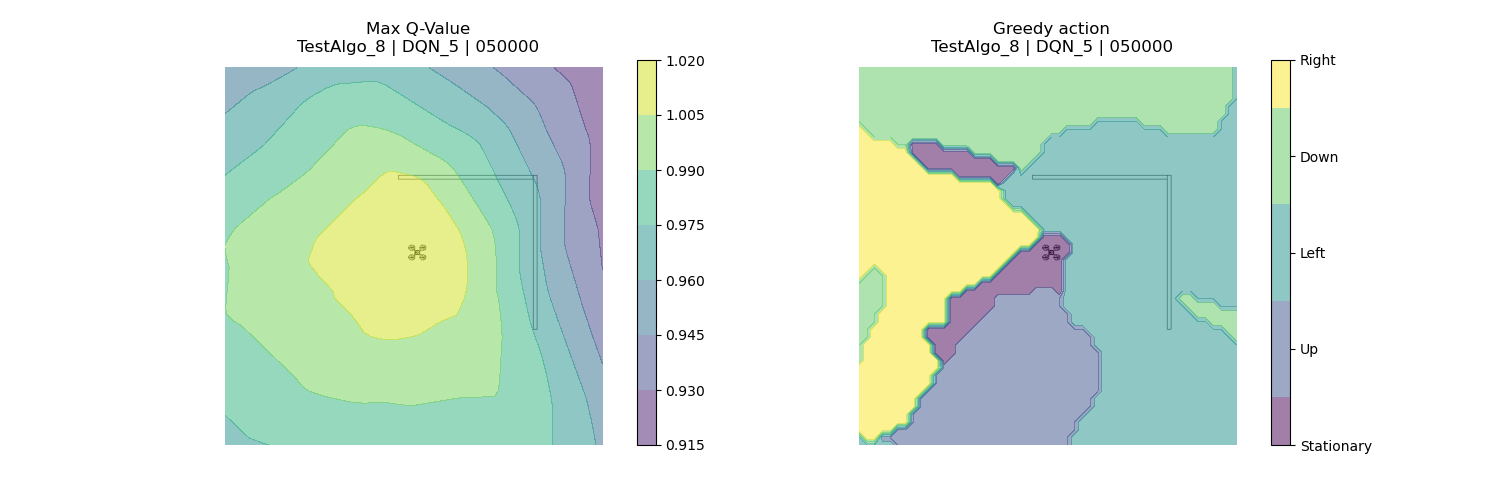 Max Q-Value
TestAlgo_8 | DQN_5 | 050000
1.020
1.005
0.990
0.975
0.960
0.945
0.930
0.915
Greedy action
TestAlgo_8 | DQN_5 | 050000
Right
Down
Left
Up
Stationary